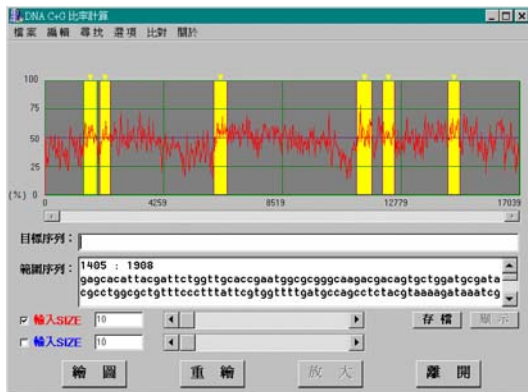 DNA C+G 比率計算
檔案 編輯 尋找 選項 比對 關於
100
75
50
25
(%) 0
0 4259 8519 12779 17039
目標序列：
範圍序列：
1405 : 1908
gagcacattacgattctggttgcaccgaatggcgcgggcaagacgacagtgctggatgcgata
cgcctggcgctgtttccctttattcgtggttttgatgccagcctctacgtaaaagataaatcg
輸入SIZE 10 存 檔 顯 示
輸入SIZE 10
繪 圖 重 繪 放 大 離 開